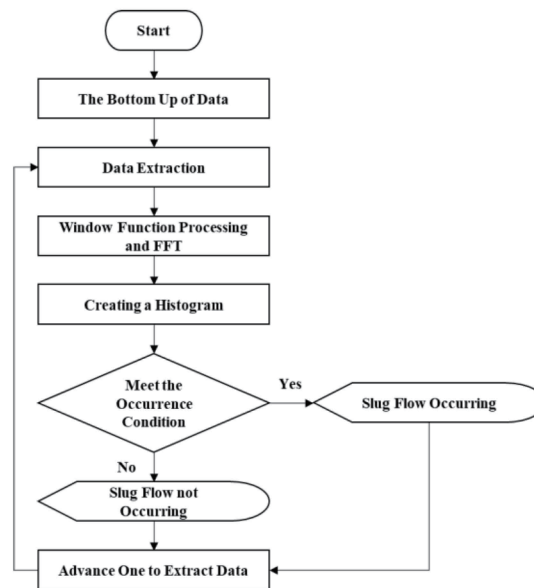 Start
The Bottom Up of Data
Data Extraction
Window Function Processing
and FFT
Creating a Histogram
Meet the
Occurrence
Condition
Yes
Slug Flow Occurring
No
Slug Flow not
Occurring
Advance One to Extract Data